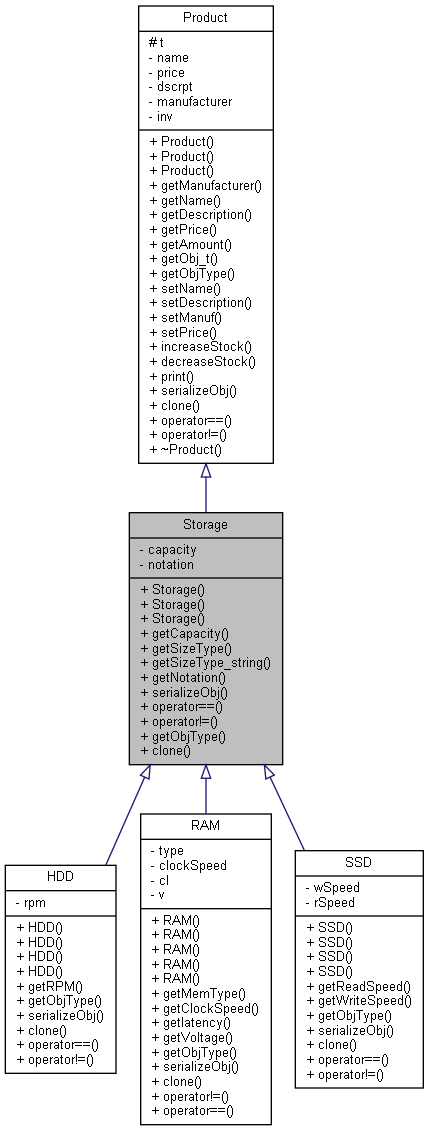 Product
# t
- name
- price
- dscrpt
- manufacturer
- inv
+ Product()
+ Product()
+ Product()
+ getManufacturer()
+ getName()
+ getDescription()
+ getPrice()
+ getAmount()
+ getObj_t()
+ getObjType()
+ setName()
+ setDescription()
+ setManuf()
+ setPrice()
+ increaseStock()
+ decreaseStock()
+ print()
+ serializeObj()
+ clone()
+ operator==()
+ operator!=()
+ ~Product()
Storage
- capacity
- notation
+ Storage()
+ Storage()
+ Storage()
+ getCapacity()
+ getSizeType()
+ getSizeType_string()
+ getNotation()
+ serializeObj()
+ operator==()
+ operator!=()
+ getObjType()
+ clone()
HDD
- rpm
+ HDD()
+ HDD()
+ HDD()
+ HDD()
+ getRPM()
+ getObjType()
+ serializeObj()
+ clone()
+ operator==()
+ operator!=()
RAM
- type
- clockSpeed
- cl
- v
+ RAM()
+ RAM()
+ RAM()
+ RAM()
+ RAM()
+ getMemType()
+ getClockSpeed()
+ getlatency()
+ getVoltage()
+ getObjType()
+ serializeObj()
+ clone()
+ operator!=()
+ operator==()
SSD
- wSpeed
- rSpeed
+ SSD()
+ SSD()
+ SSD()
+ SSD()
+ getReadSpeed()
+ getWriteSpeed()
+ getObjType()
+ serializeObj()
+ clone()
+ operator==()
+ operator!=()